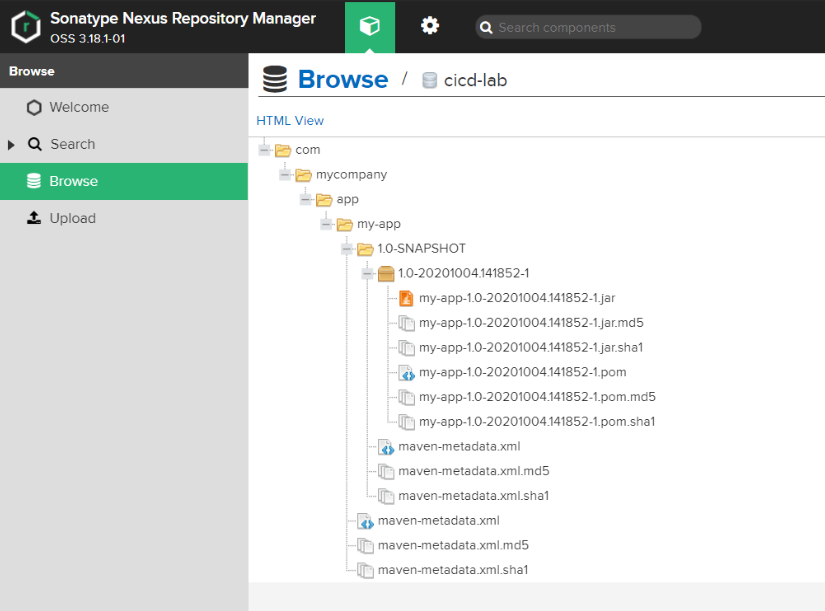 Sonatype Nexus Repository Manager
OSS 3.18.1-01
Search components
Browse
Welcome
Search
Browse
Upload
Browse / cicd-lab
HTML View
com
mycompany
app
my-app
1.0-SNAPSHOT
1.0-20201004.141852-1
my-app-1.0-20201004.141852-1.jar
my-app-1.0-20201004.141852-1.jar.md5
my-app-1.0-20201004.141852-1.jar.sha1
my-app-1.0-20201004.141852-1.pom
my-app-1.0-20201004.141852-1.pom.md5
my-app-1.0-20201004.141852-1.pom.sha1
maven-metadata.xml
maven-metadata.xml.md5
maven-metadata.xml.sha1
maven-metadata.xml
maven-metadata.xml.md5
maven-metadata.xml.sha1